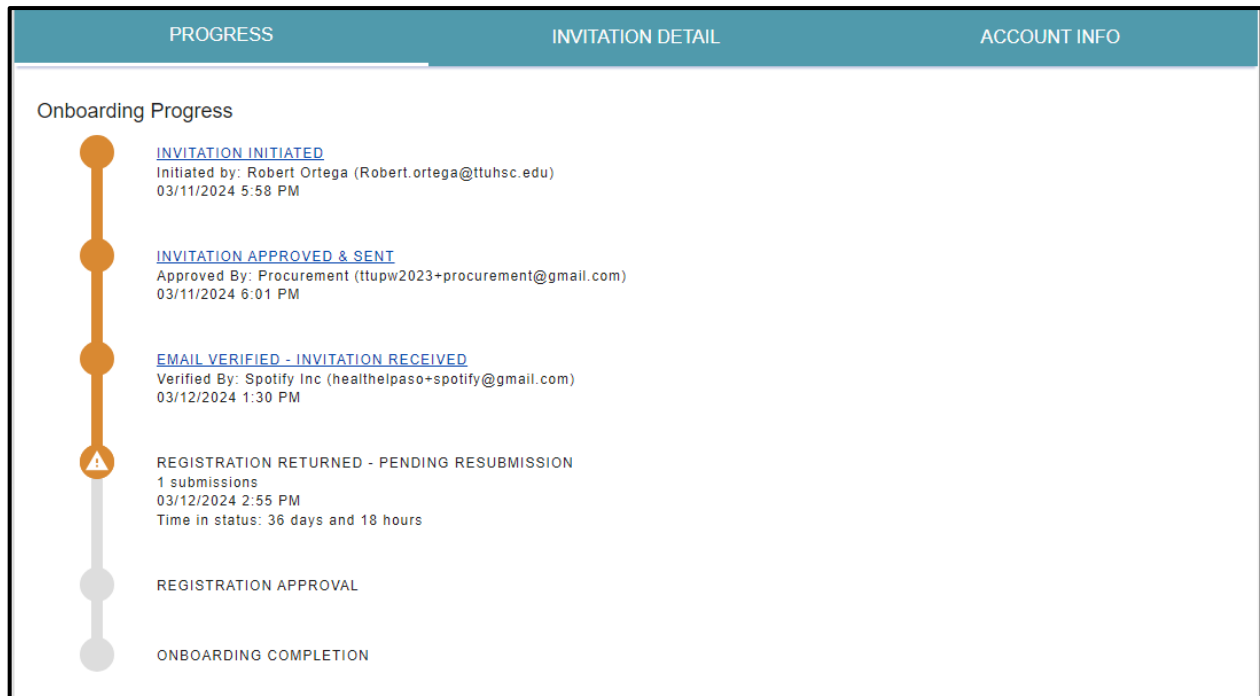 PROGRESS
INVITATION DETAIL
ACCOUNT INFO
Onboarding Progress
INVITATION INITIATED
Initiated by: Robert Ortega (Robert.ortega@ttuhsc.edu)
03/11/2024 5:58 PM
INVITATION APPROVED & SENT
Approved By: Procurement (ttupw2023+procurement@gmail.com)
03/11/2024 6:01 PM
EMAIL VERIFIED - INVITATION RECEIVED
Verified By: Spotify Inc (healthelpaso+spotify@gmail.com)
03/12/2024 1:30 PM
REGISTRATION RETURNED - PENDING RESUBMISSION
1 submissions
03/12/2024 2:55 PM
Time in status: 36 days and 18 hours
REGISTRATION APPROVAL
ONBOARDING COMPLETION